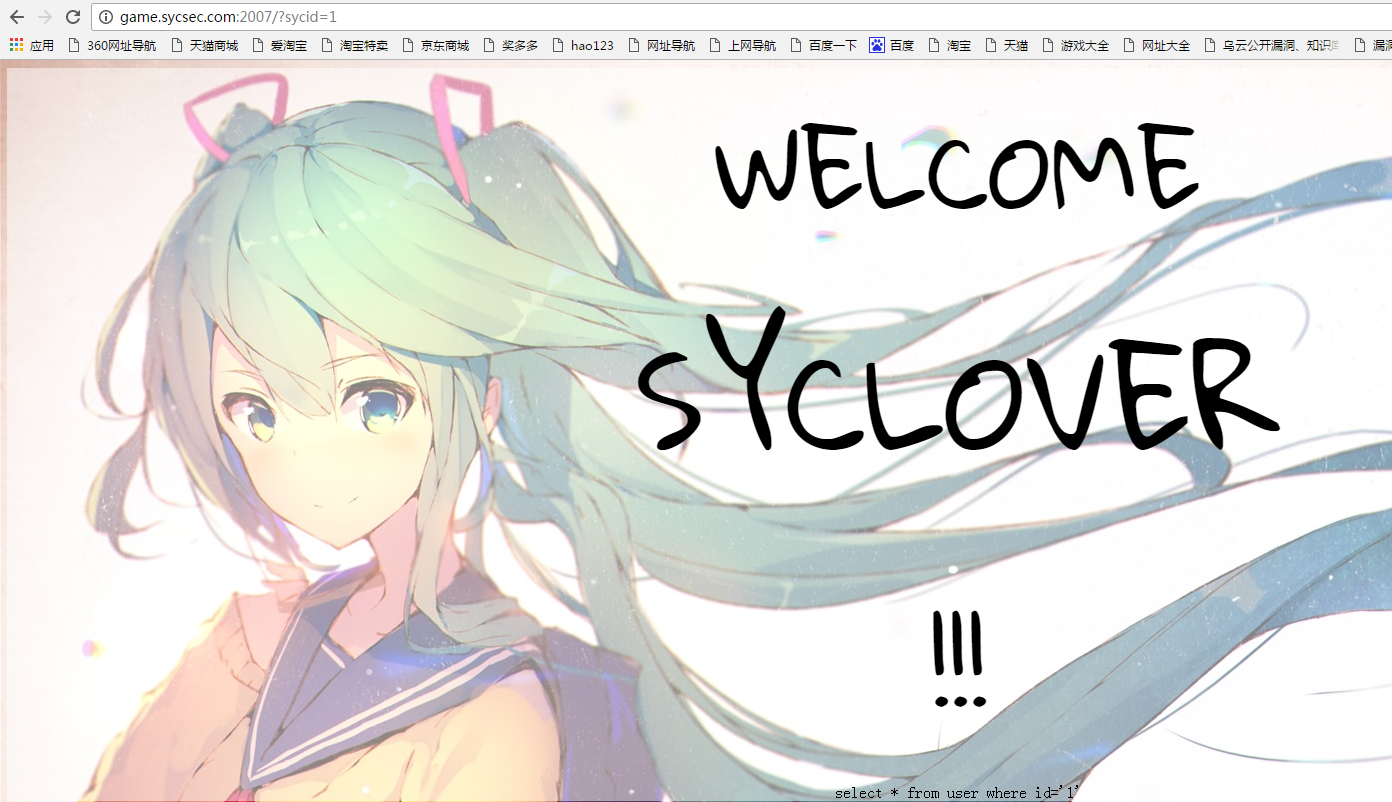 game.sycsec.com:2007/?sycid=1
应用 360网址导航 天猫商城 爱淘宝 淘宝特卖 京东商城 奖多多 hao123 网址导航 上网导航 百度一下 百度 淘宝 天猫 游戏大全 网址大全 乌云公开漏洞、知识库 漏洞
WELCOME
SYCLOVER
!!!
select * from user where id='1'